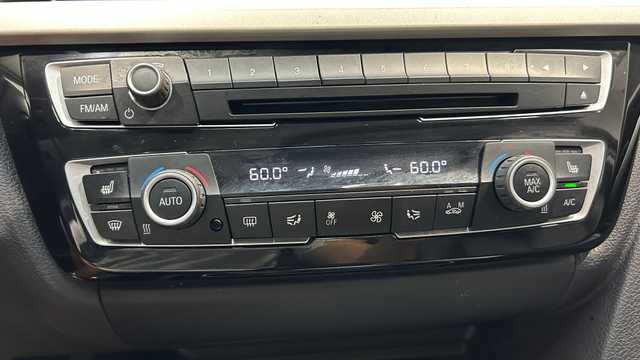 MODE 1 2 3 4 5 6 7 8
FM/AM
60.0° 60.0°
AUTO MAX A/C
OFF A M A/C